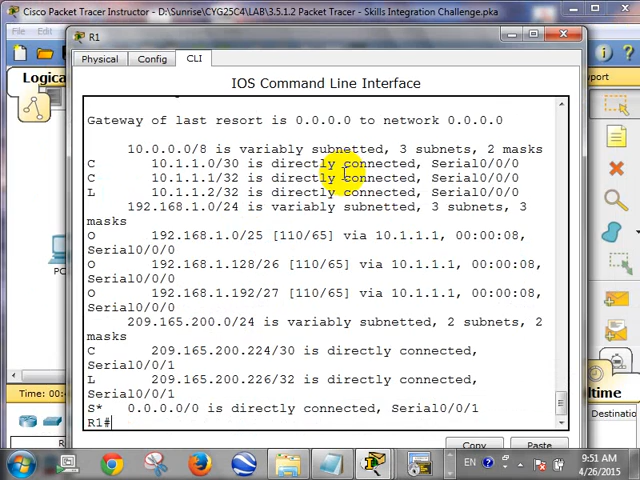 Cisco Packet Tracer Instructor - D:\Sunrise\CYG25C4\LAB\3.5.1.2 Packet Tracer - Skills Integration Challenge.pka
File
R1
Physical Config CLI
Logical
IOS Command Line Interface
Gateway of last resort is 0.0.0.0 to network 0.0.0.0
10.0.0.0/8 is variably subnetted, 3 subnets, 2 masks
C 10.1.1.0/30 is directly connected, Serial0/0/0
C 10.1.1.1/32 is directly connected, Serial0/0/0
L 10.1.1.2/32 is directly connected, Serial0/0/0
192.168.1.0/24 is variably subnetted, 3 subnets, 3
masks
O 192.168.1.0/25 [110/65] via 10.1.1.1, 00:00:08,
Serial0/0/0
O 192.168.1.128/26 [110/65] via 10.1.1.1, 00:00:08,
Serial0/0/0
O 192.168.1.192/27 [110/65] via 10.1.1.1, 00:00:08,
Serial0/0/0
209.165.200.0/24 is variably subnetted, 2 subnets, 2
masks
C 209.165.200.224/30 is directly connected,
Serial0/0/1
L 209.165.200.226/32 is directly connected,
Serial0/0/1
S* 0.0.0.0/0 is directly connected, Serial0/0/1
R1#
Copy Paste
PC
Time:
ltime
Destinatio
EN
9:51 AM
4/26/2015